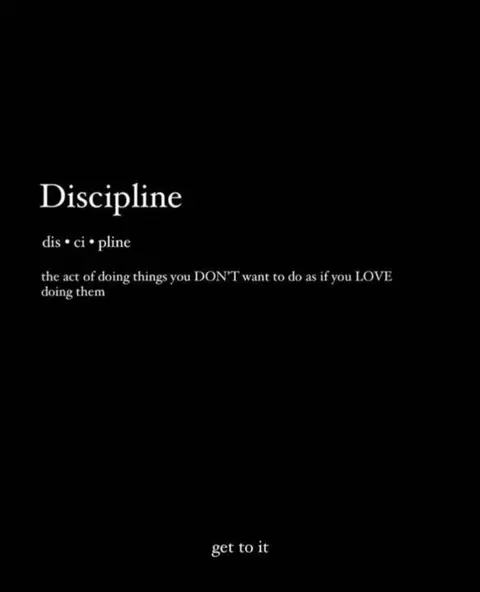 Discipline
dis • ci • pline
the act of doing things you DON'T want to do as if you LOVE
doing them
get to it